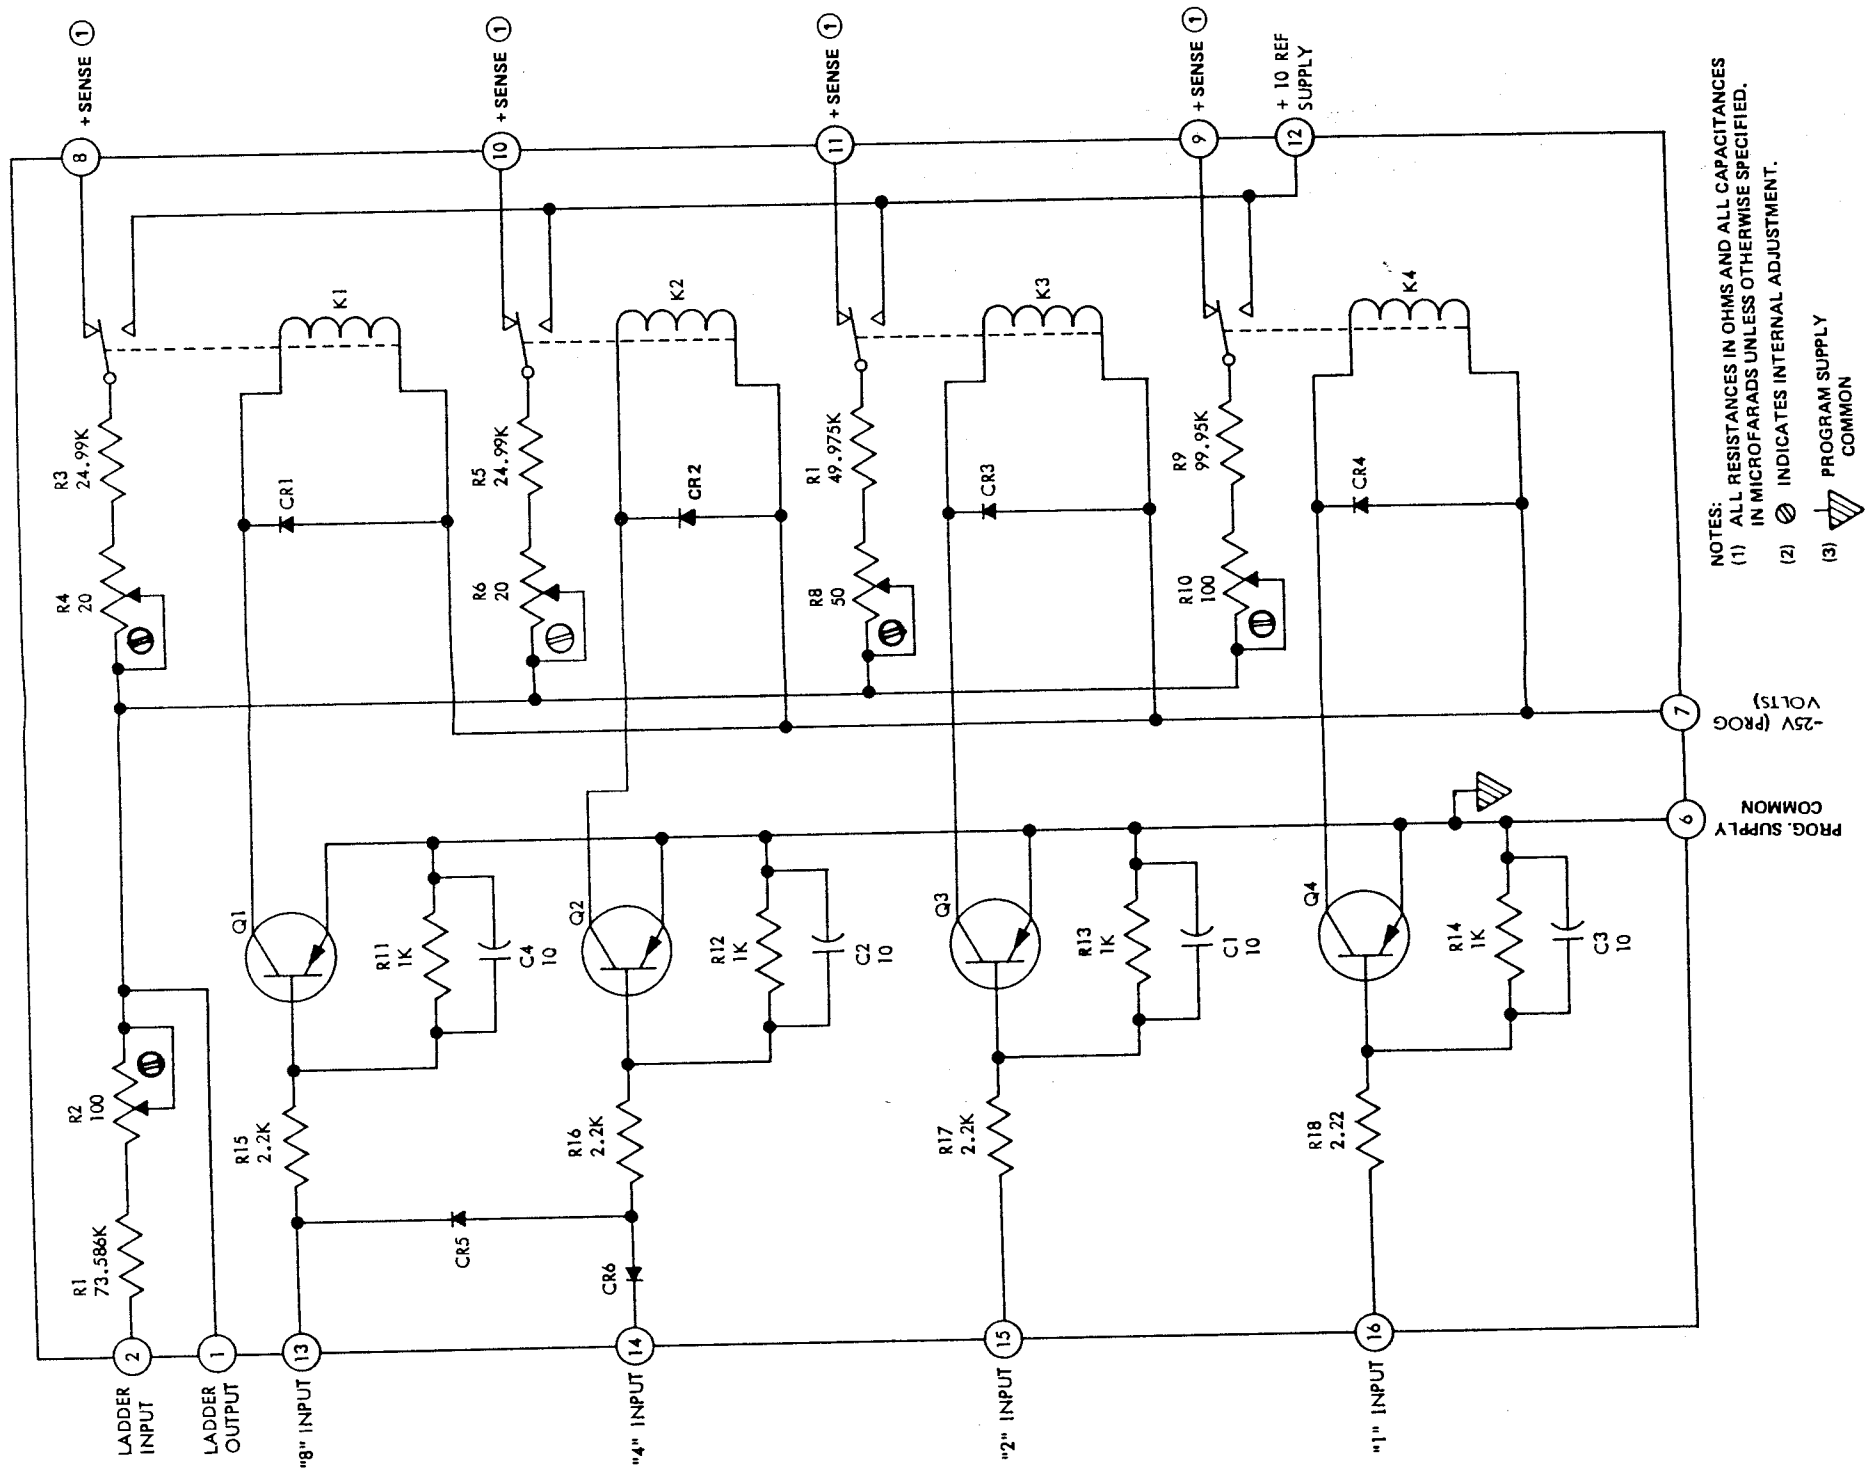 + SENSE 1
8
+ SENSE 1
10
+ SENSE 1
11
+ SENSE 1
9
+ 10 REF
SUPPLY
12
K1
K2
K3
K4
R3
24.99K
R5
24.99K
R1
49.975K
R9
99.95K
CR1
CR2
CR3
CR4
R4
20
R6
20
R8
50
R10
100
-25V (PROG
VOLTS)
7
PROG. SUPPLY
COMMON
6
Q1
Q2
Q3
Q4
R11
1K
C4
10
R12
1K
C2
10
R13
1K
C1
10
R14
1K
C3
10
R2
100
R15
2.2K
R16
2.2K
R17
2.2K
R18
2.22
R1
73.586K
CR5
CR6
2
1
13
14
15
16
LADDER
INPUT
LADDER
OUTPUT
"8" INPUT
"4" INPUT
"2" INPUT
"1" INPUT
NOTES:
(1) ALL RESISTANCES IN OHMS AND ALL CAPACITANCES
IN MICROFARADS UNLESS OTHERWISE SPECIFIED.
(2) INDICATES INTERNAL ADJUSTMENT.
(3) PROGRAM SUPPLY
COMMON